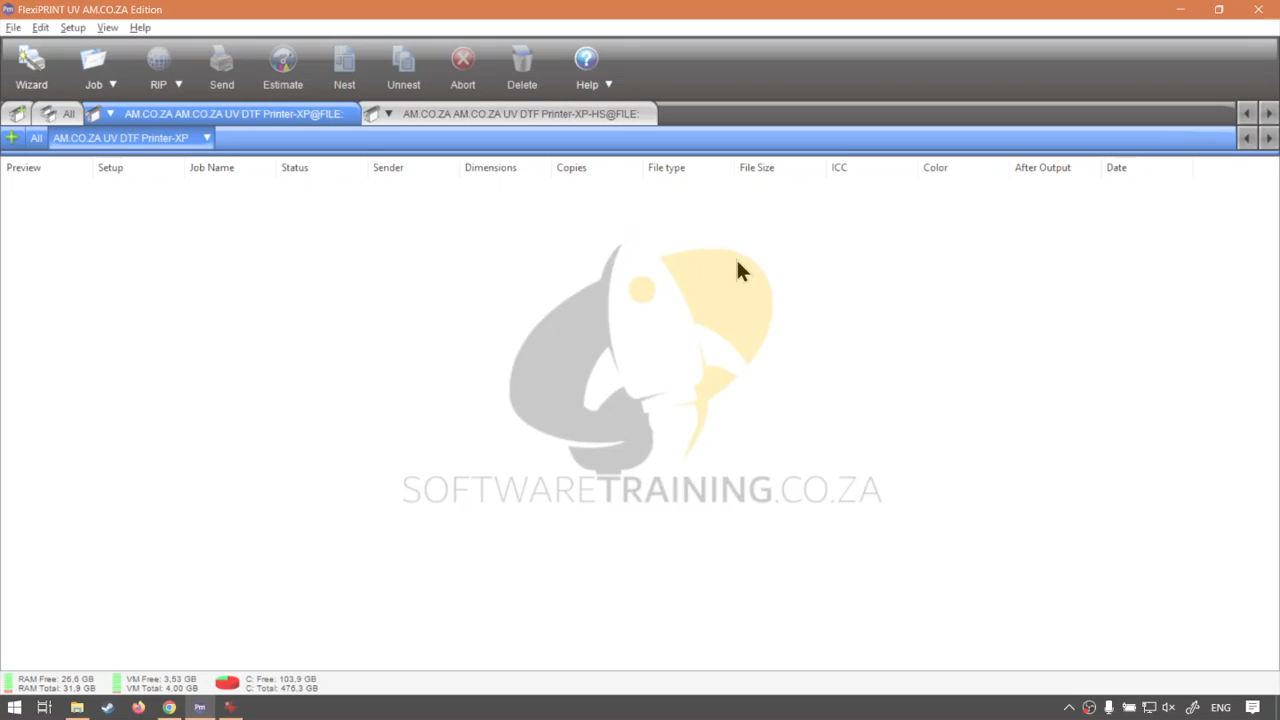 Pm FlexiPRINT UV AM.CO.ZA Edition
File Edit Setup View Help
Wizard Job RIP Send Estimate Nest Unnest Abort Delete Help
All AM.CO.ZA AM.CO.ZA UV DTF Printer-XP@FILE: AM.CO.ZA AM.CO.ZA UV DTF Printer-XP-HS@FILE:
All AM.CO.ZA UV DTF Printer-XP
Preview Setup Job Name Status Sender Dimensions Copies File type File Size ICC Color After Output Date
SOFTWARETRAINING.CO.ZA
RAM Free: 26,6 GB VM Free: 3,53 GB C: Free: 103,9 GB
RAM Total: 31,9 GB VM Total: 4,00 GB C: Total: 476,3 GB
Pm ENG